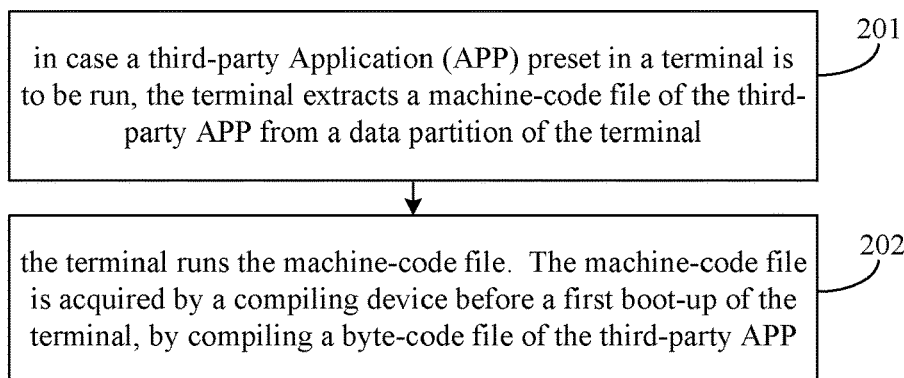 201
in case a third-party Application (APP) preset in a terminal is
to be run, the terminal extracts a machine-code file of the third-
party APP from a data partition of the terminal
202
the terminal runs the machine-code file. The machine-code file
is acquired by a compiling device before a first boot-up of the
terminal, by compiling a byte-code file of the third-party APP